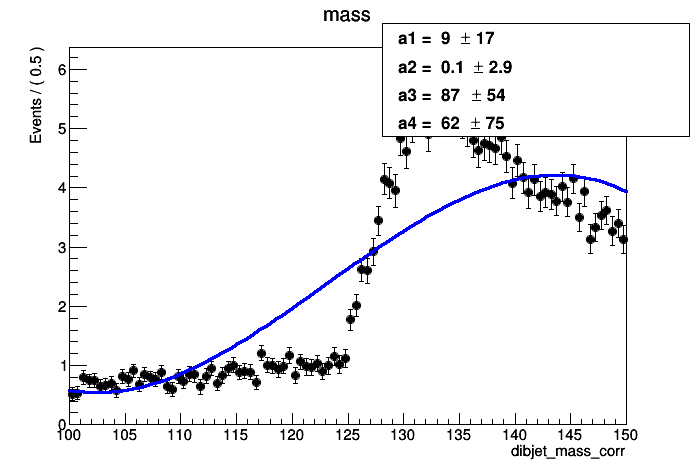 mass
a1 = 9 ± 17
a2 = 0.1 ± 2.9
a3 = 87 ± 54
a4 = 62 ± 75
Events / ( 0.5 )
6
5
4
3
2
1
0
100 105 110 115 120 125 130 135 140 145 150
dibjet_mass_corr